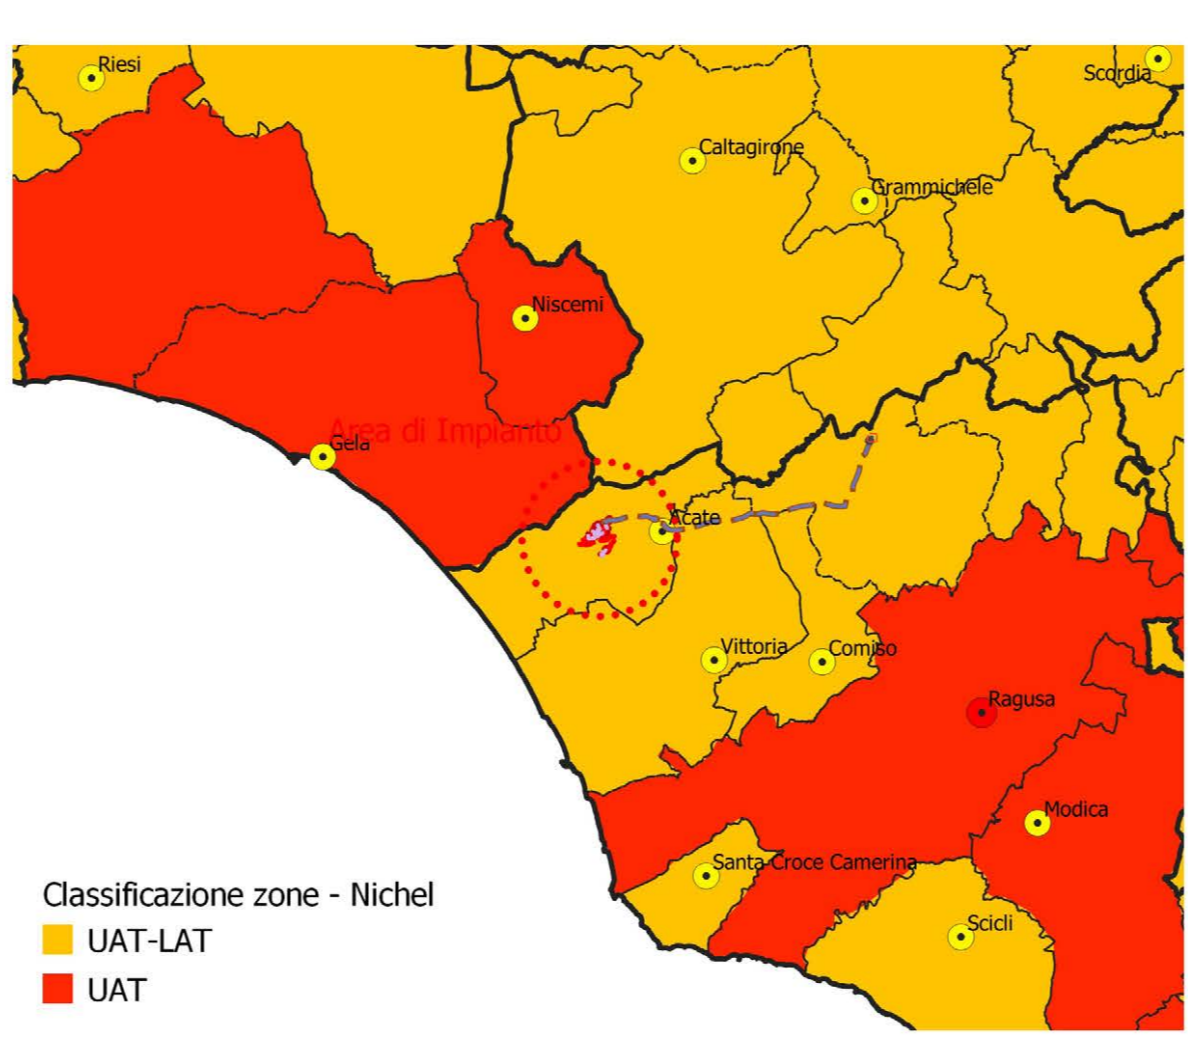 Riesi
Scordia
Caltagirone
Grammichele
Niscemi
Area di Impianto
Gela
Acate
Vittoria
Comiso
Ragusa
Modica
Santa Croce Camerina
Scicli
Classificazione zone - Nichel
UAT-LAT
UAT